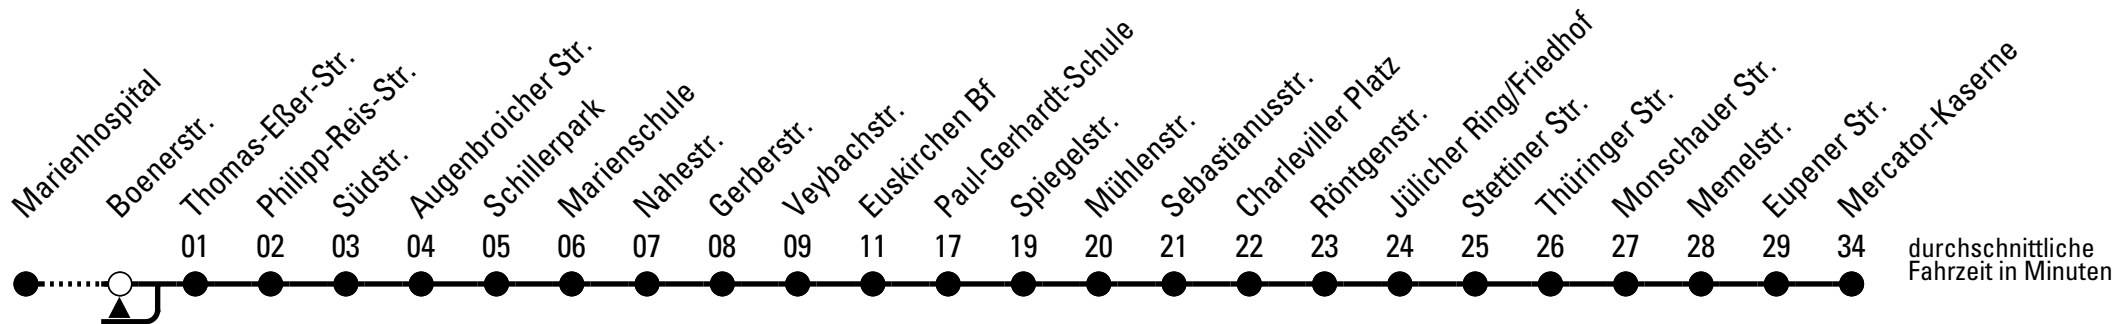 Marienhospital
Boenerstr.
Thomas-Eßer-Str.
Philipp-Reis-Str.
Südstr.
Augenbroicher Str.
Schillerpark
Marienschule
Nahestr.
Gerberstr.
Veybachstr.
Euskirchen Bf
Paul-Gerhardt-Schule
Spiegelstr.
Mühlenstr.
Sebastianusstr.
Charleviller Platz
Röntgenstr.
Jülicher Ring/Friedhof
Stettiner Str.
Thüringer Str.
Monschauer Str.
Memelstr.
Eupener Str.
Mercator-Kaserne
01 02 03 04 05 06 07 08 09 11 17 19 20 21 22 23 24 25 26 27 28 29 34
durchschnittliche
Fahrzeit in Minuten